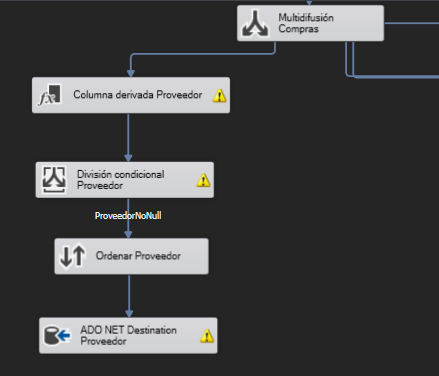 Multidifusión
Compras
Columna derivada Proveedor
División condicional
Proveedor
ProveedorNoNull
Ordenar Proveedor
ADO NET Destination
Proveedor